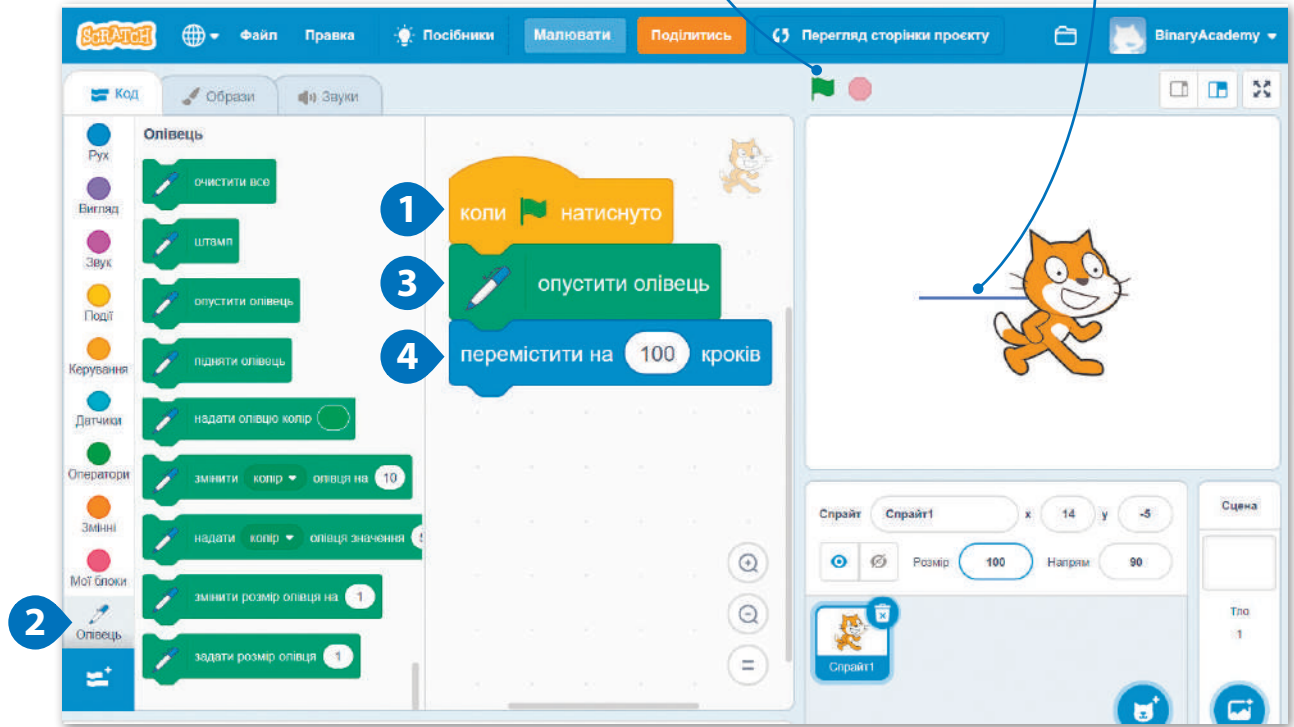 SCRATCH Файл Правка Посібники Малювати Поділитись Перегляд сторінки проєкту BinaryAcademy
Код Образи Звуки
Рух
Вигляд
Звук
Події
Керування
Датчики
Оператори
Змінні
Мої блоки
2
Олівець
Олівець
очистити все
штамп
опустити олівець
підняти олівець
надати олівцю колір
змінити колір олівця на 10
надати колір олівця значення
змінити розмір олівця на 1
задати розмір олівця 1
1 коли натиснуто
3 опустити олівець
4 перемістити на 100 кроків
Спрайт Спрайт1 x 14 y -5
Розмір 100 Напрям 90
Спрайт1
Сцена
Тло
1